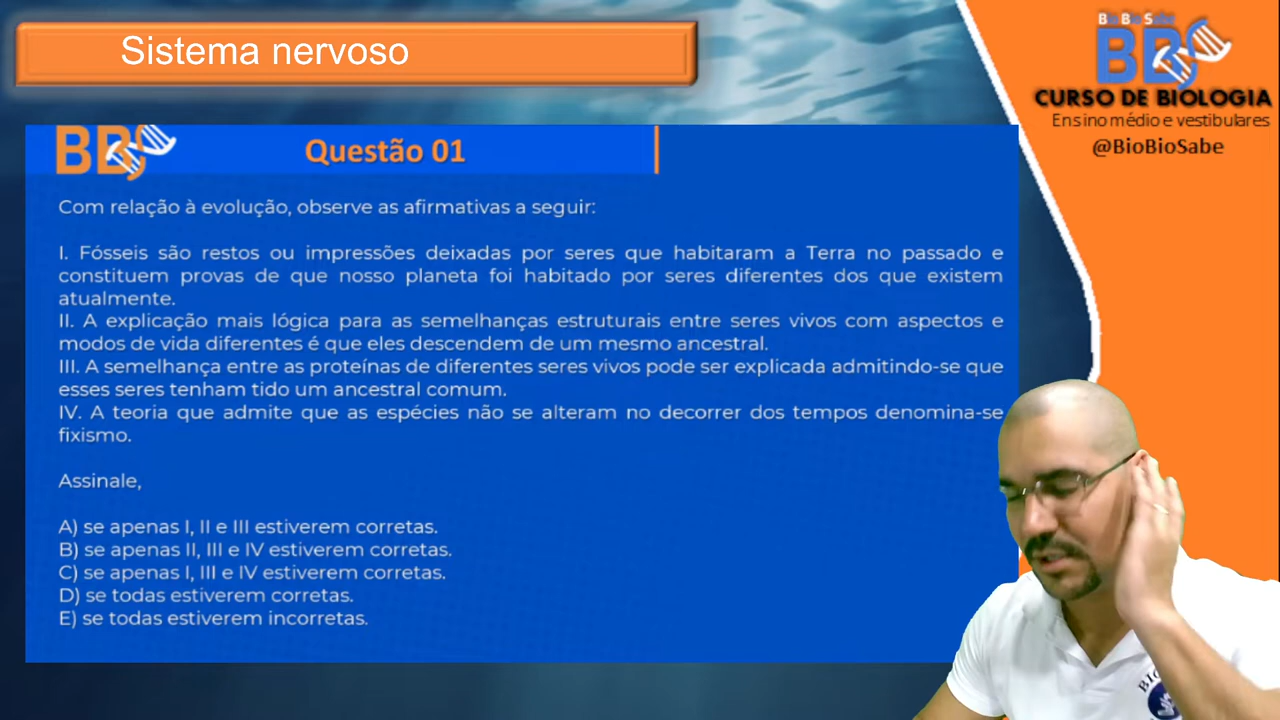 Sistema nervoso
Bio Bio Sabe
BBS
CURSO DE BIOLOGIA
Ensino médio e vestibulares
@BioBioSabe
BBS
Questão 01
Com relação à evolução, observe as afirmativas a seguir:
I. Fósseis são restos ou impressões deixadas por seres que habitaram a Terra no passado e
constituem provas de que nosso planeta foi habitado por seres diferentes dos que existem
atualmente.
II. A explicação mais lógica para as semelhanças estruturais entre seres vivos com aspectos e
modos de vida diferentes é que eles descendem de um mesmo ancestral.
III. A semelhança entre as proteínas de diferentes seres vivos pode ser explicada admitindo-se que
esses seres tenham tido um ancestral comum.
IV. A teoria que admite que as espécies não se alteram no decorrer dos tempos denomina-se
fixismo.
Assinale,
A) se apenas I, II e III estiverem corretas.
B) se apenas II, III e IV estiverem corretas.
C) se apenas I, III e IV estiverem corretas.
D) se todas estiverem corretas.
E) se todas estiverem incorretas.